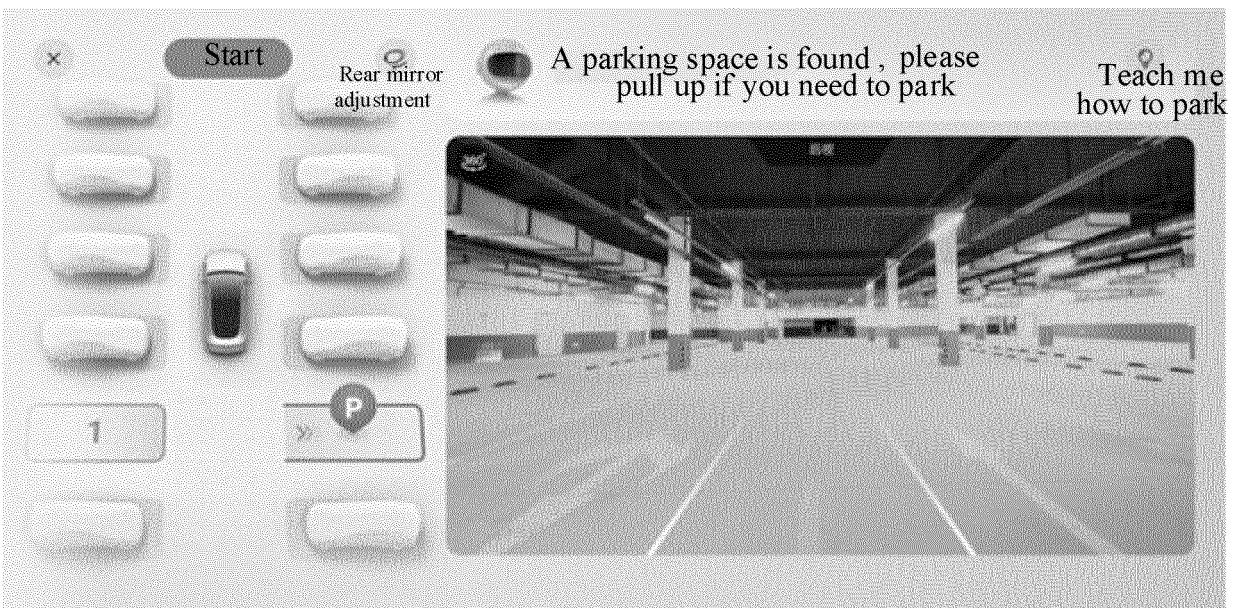 Start
Rear mirror
adjustment
A parking space is found , please
pull up if you need to park
Teach me
how to park
360°
P
1